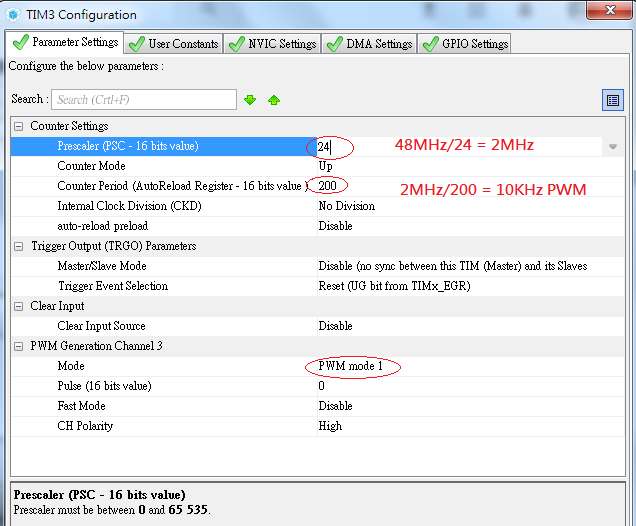 TIM3 Configuration
x
Parameter Settings User Constants NVIC Settings DMA Settings GPIO Settings
Configure the below parameters :
Search : Search (Crtl+F)
Counter Settings
Prescaler (PSC - 16 bits value) 24 48MHz/24 = 2MHz
Counter Mode Up
Counter Period (AutoReload Register - 16 bits value ) 200 2MHz/200 = 10KHz PWM
Internal Clock Division (CKD) No Division
auto-reload preload Disable
Trigger Output (TRGO) Parameters
Master/Slave Mode Disable (no sync between this TIM (Master) and its Slaves
Trigger Event Selection Reset (UG bit from TIMx_EGR)
Clear Input
Clear Input Source Disable
PWM Generation Channel 3
Mode PWM mode 1
Pulse (16 bits value) 0
Fast Mode Disable
CH Polarity High
Prescaler (PSC - 16 bits value)
Prescaler must be between 0 and 65 535.